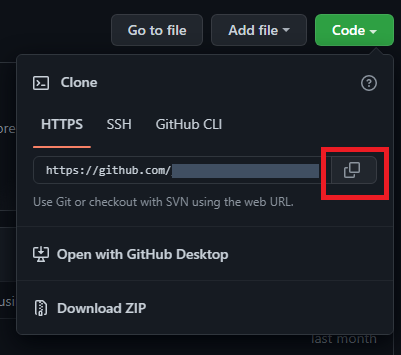 Go to file Add file Code
Clone
HTTPS SSH GitHub CLI
https://github.com/
Use Git or checkout with SVN using the web URL.
Open with GitHub Desktop
Download ZIP
last month